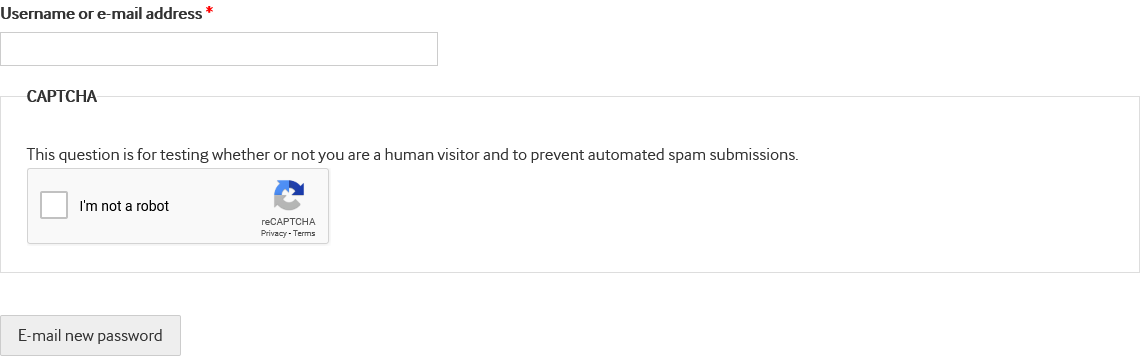 Username or e-mail address *
CAPTCHA
This question is for testing whether or not you are a human visitor and to prevent automated spam submissions.
I'm not a robot
reCAPTCHA
Privacy - Terms
E-mail new password